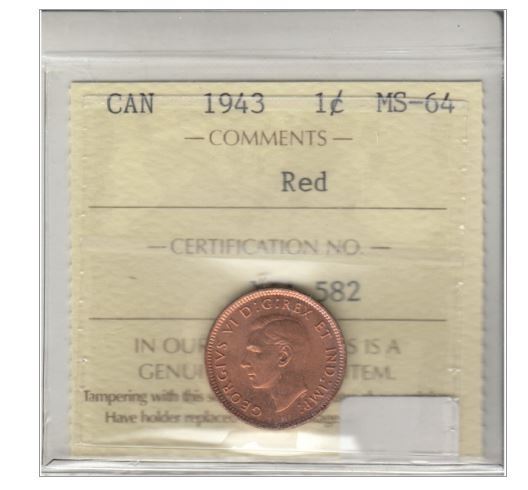 CAN 1943 1¢ MS-64
— COMMENTS —
Red
— CERTIFICATION NO. —
582
IN OUR IS A
ITEM.
Tampering with this
Have holder replaced
GEORGIVS VI D:G:REX ET IND:IMP: